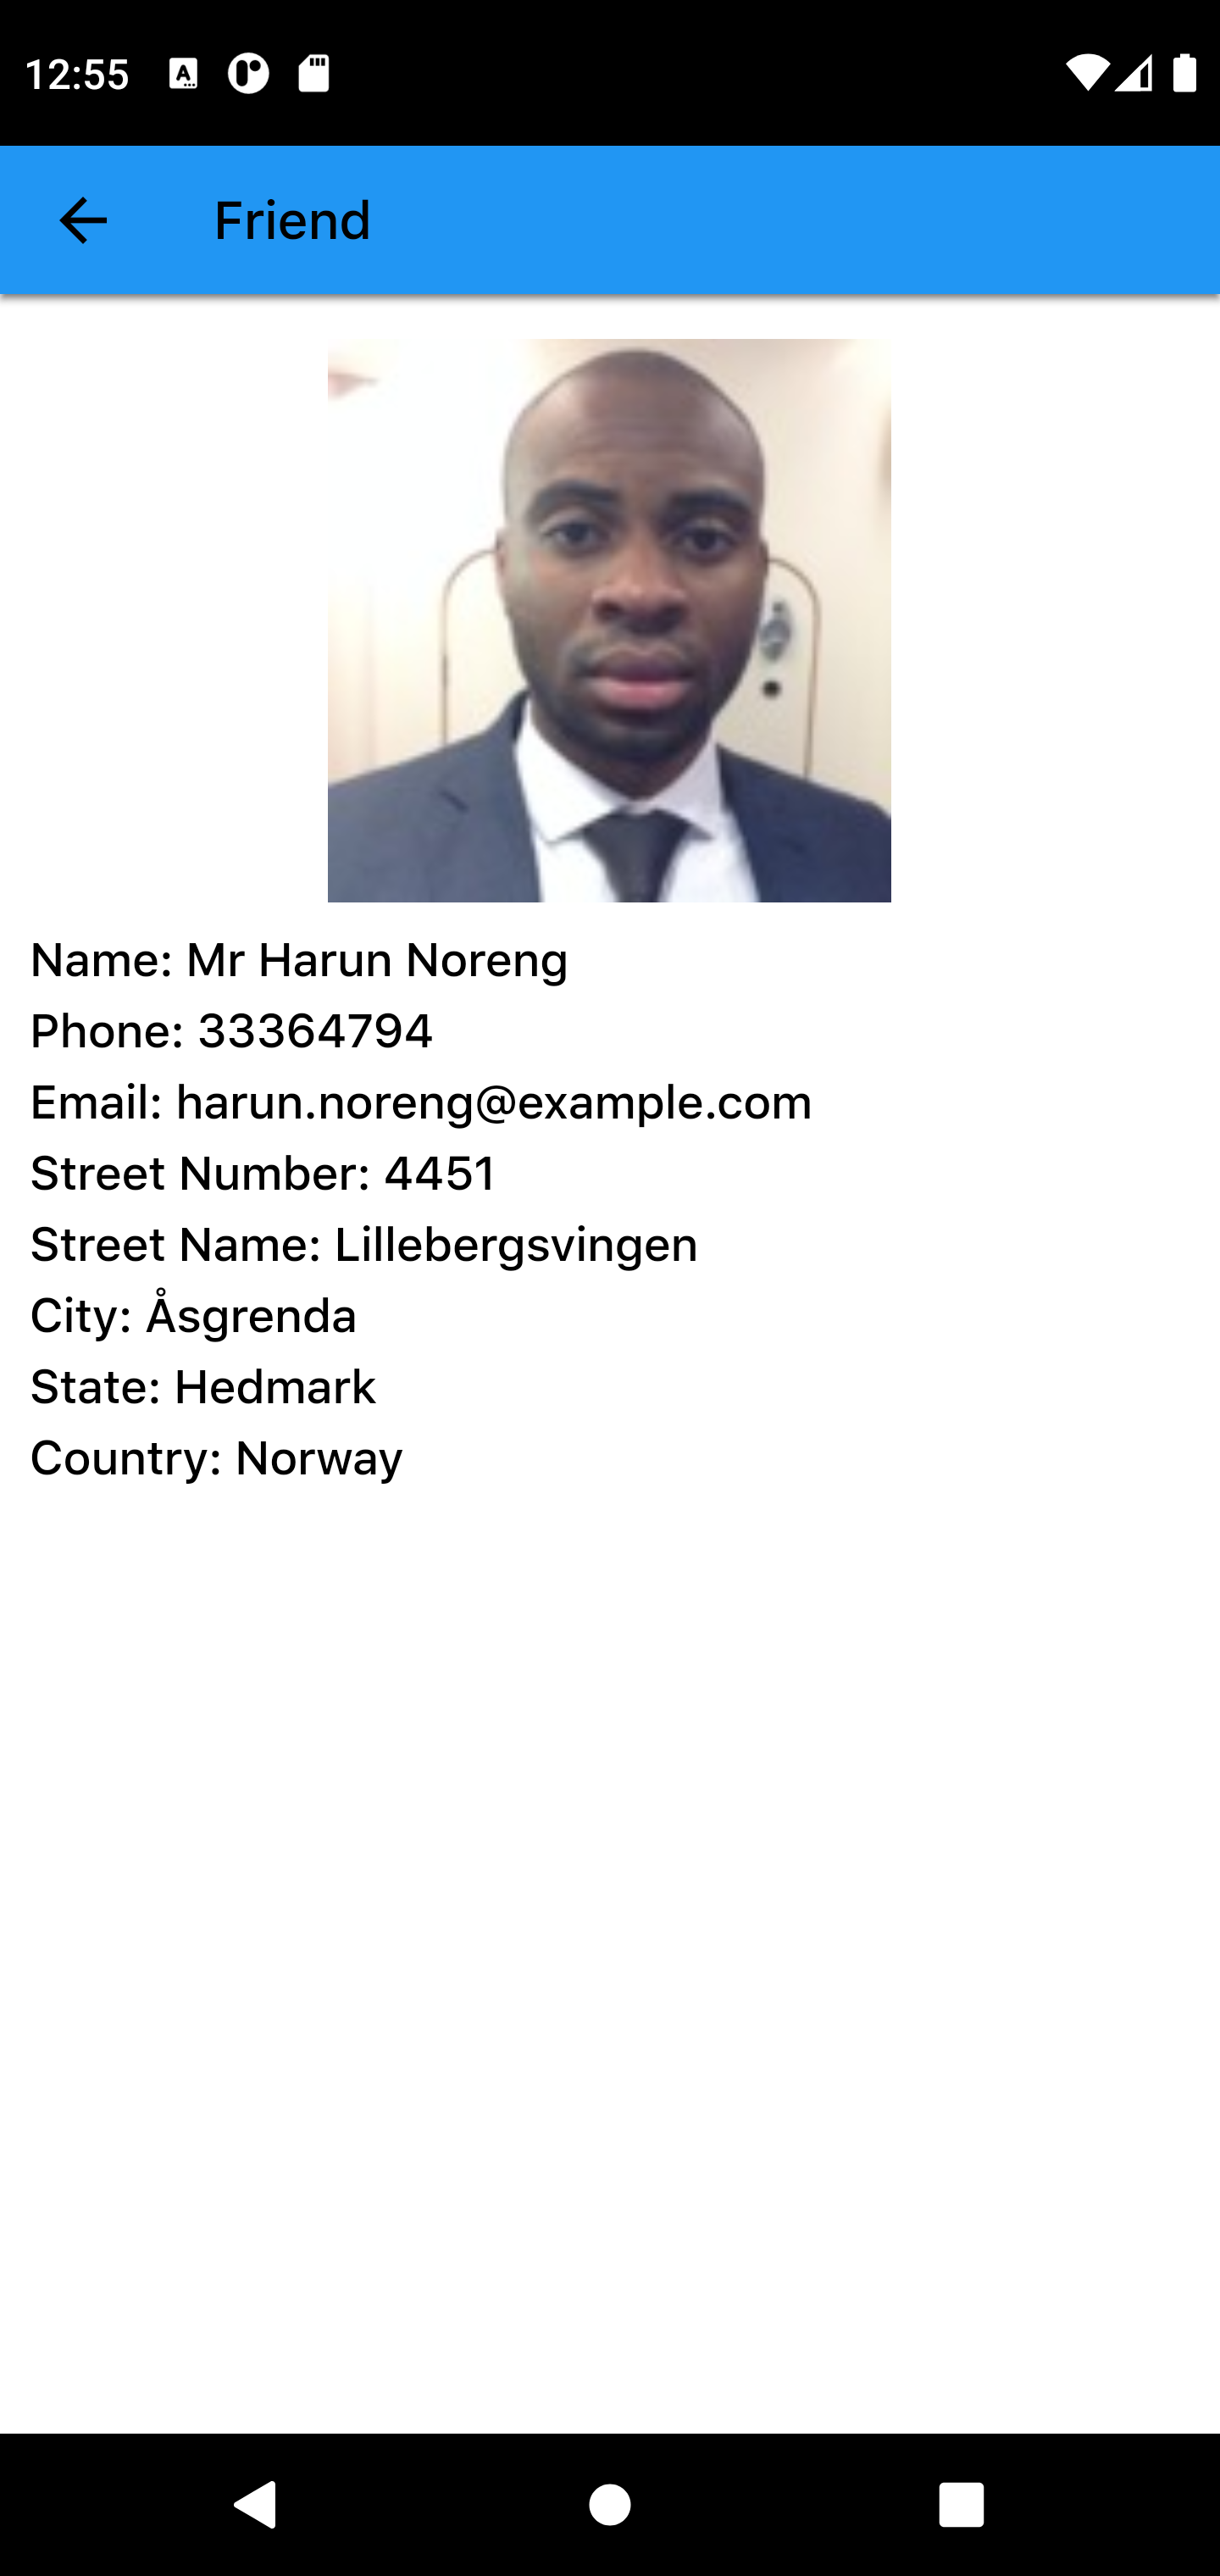 12:55
Friend
Name: Mr Harun Noreng
Phone: 33364794
Email: harun.noreng@example.com
Street Number: 4451
Street Name: Lillebergsvingen
City: Åsgrenda
State: Hedmark
Country: Norway